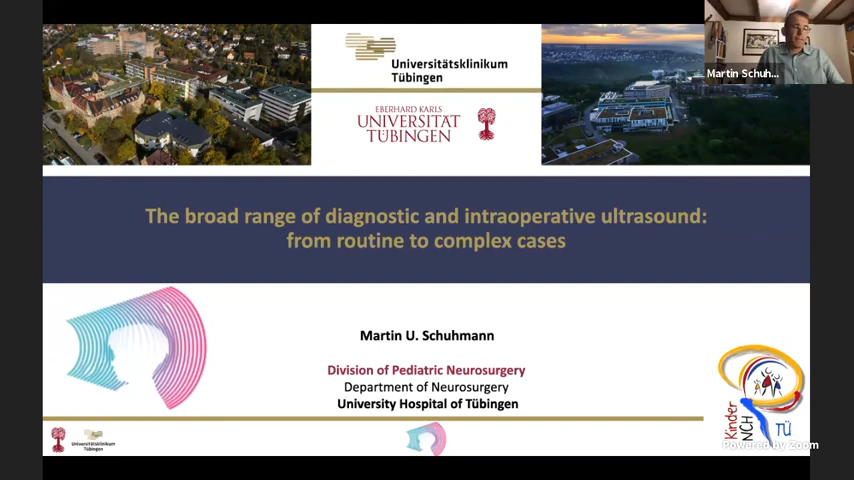 Universitätsklinikum
Tübingen
EBERHARD KARLS
UNIVERSITÄT
TÜBINGEN
Martin Schuh...
The broad range of diagnostic and intraoperative ultrasound:
from routine to complex cases
Martin U. Schuhmann
Division of Pediatric Neurosurgery
Department of Neurosurgery
University Hospital of Tübingen
Kinder
NCH
TÜ
Universitätsklinikum
Tübingen
Powered by Zoom